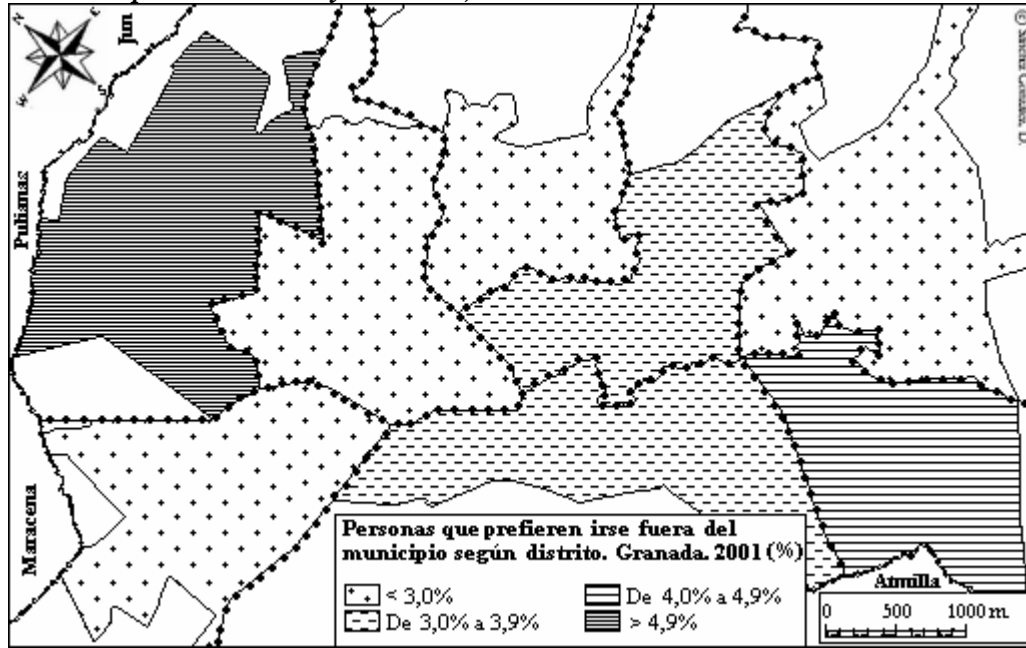 N
E
S
W
Jun
Pulianas
Maracena
Personas que prefieren irse fuera del
municipio según distrito. Granada. 2001 (%)
< 3,0%
De 4,0% a 4,9%
De 3,0% a 3,9%
> 4,9%
Armilla
0 500 1000 m.